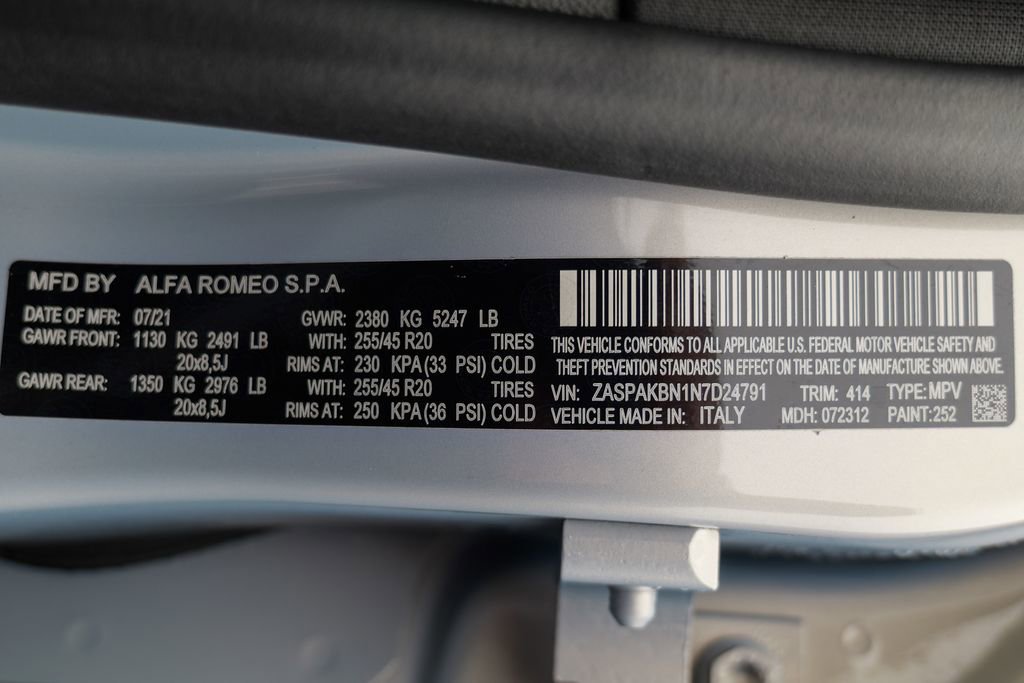 MFD BY ALFA ROMEO S.P.A.
DATE OF MFR: 07/21 GVWR: 2380 KG 5247 LB
GAWR FRONT: 1130 KG 2491 LB WITH: 255/45 R20 TIRES
20x8,5J RIMS AT: 230 KPA(33 PSI) COLD
GAWR REAR: 1350 KG 2976 LB WITH: 255/45 R20 TIRES
20x8,5J RIMS AT: 250 KPA(36 PSI) COLD
THIS VEHICLE CONFORMS TO ALL APPLICABLE U.S. FEDERAL MOTOR VEHICLE SAFETY AND
THEFT PREVENTION STANDARDS IN EFFECT ON THE DATE OF MANUFACTURE SHOWN ABOVE.
VIN: ZASPAKBN1N7D24791 TRIM: 414 TYPE: MPV
VEHICLE MADE IN: ITALY MDH: 072312 PAINT: 252